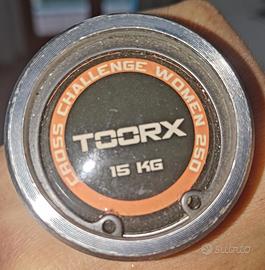 CROSS CHALLENGE WOMEN 250
TOORX
15 KG
subito